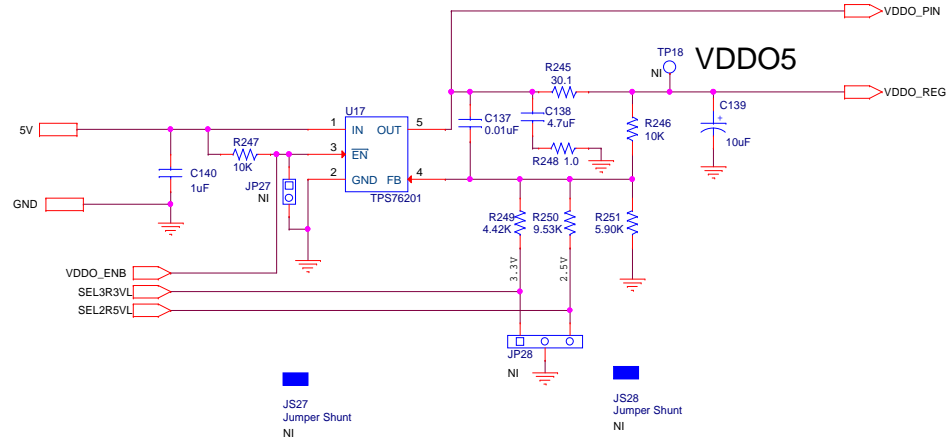 VDDO_PIN
TP18
VDDO5
R245
30.1
NI
VDDO_REG
U17
C139
C137
0.01uF
C138
4.7uF
R246
10K
+
10uF
5V
1
IN
OUT
5
R247
10K
3
EN
R248 1.0
C140
1uF
JP27
NI
2
GND
FB
4
TPS76201
GND
R249
4.42K
R250
9.53K
R251
5.90K
3.3V
2.5V
VDDO_ENB
SEL3R3VL
SEL2R5VL
JP28
NI
JS27
Jumper Shunt
NI
JS28
Jumper Shunt
NI